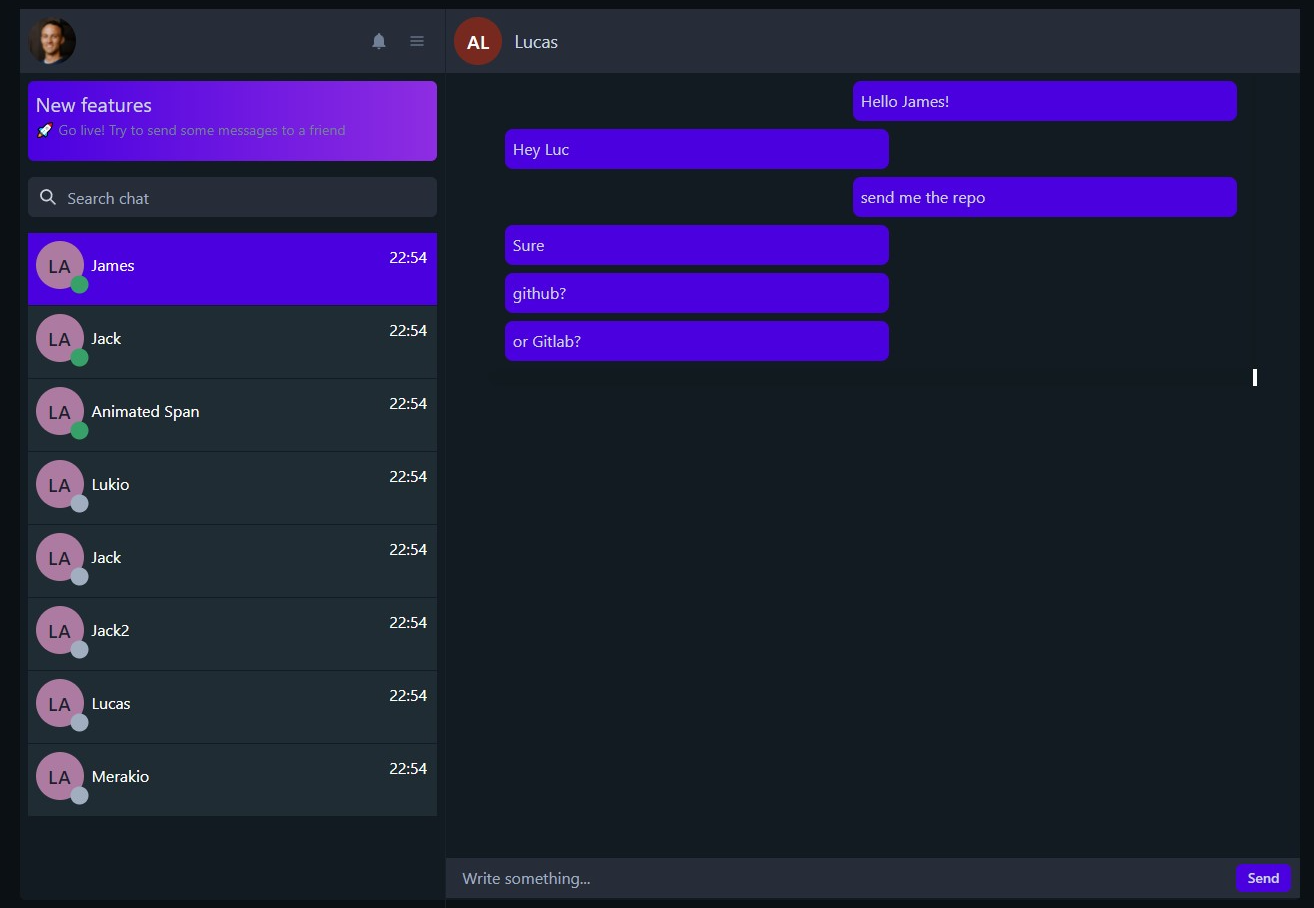 New features
🚀 Go live! Try to send some messages to a friend
Search chat
LA
James
22:54
LA
Jack
22:54
LA
Animated Span
22:54
LA
Lukio
22:54
LA
Jack
22:54
LA
Jack2
22:54
LA
Lucas
22:54
LA
Merakio
22:54
AL
Lucas
Hello James!
Hey Luc
send me the repo
Sure
github?
or Gitlab?
Write something...
Send